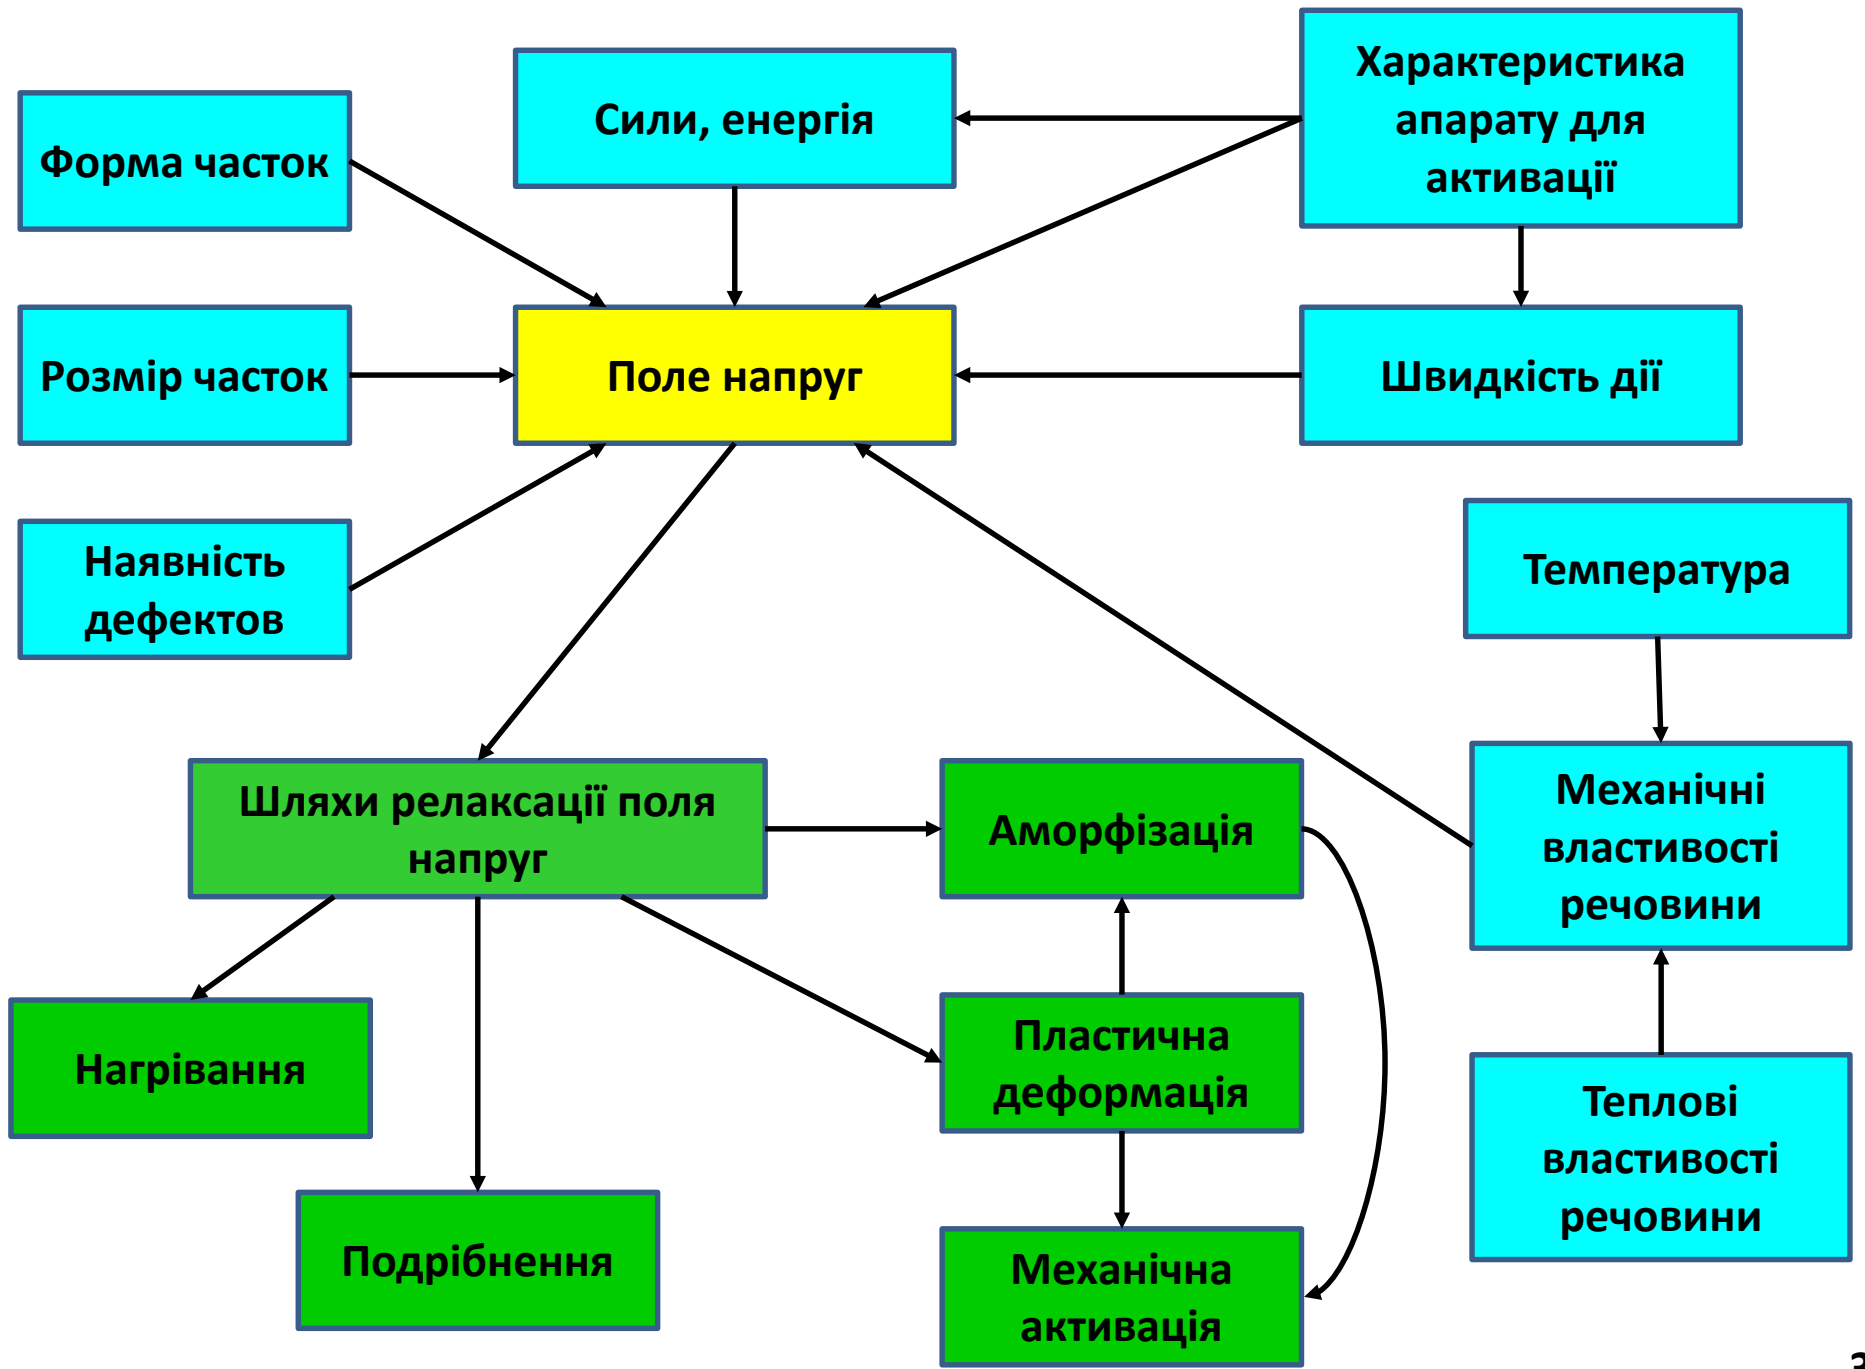 Характеристика
апарату для
активації
Сили, енергія
Форма часток
Розмір часток
Поле напруг
Швидкість дії
Наявність
дефектов
Температура
Шляхи релаксації поля
напруг
Аморфізація
Механічні
властивості
речовини
Нагрівання
Пластична
деформація
Теплові
властивості
речовини
Подрібнення
Механічна
активація